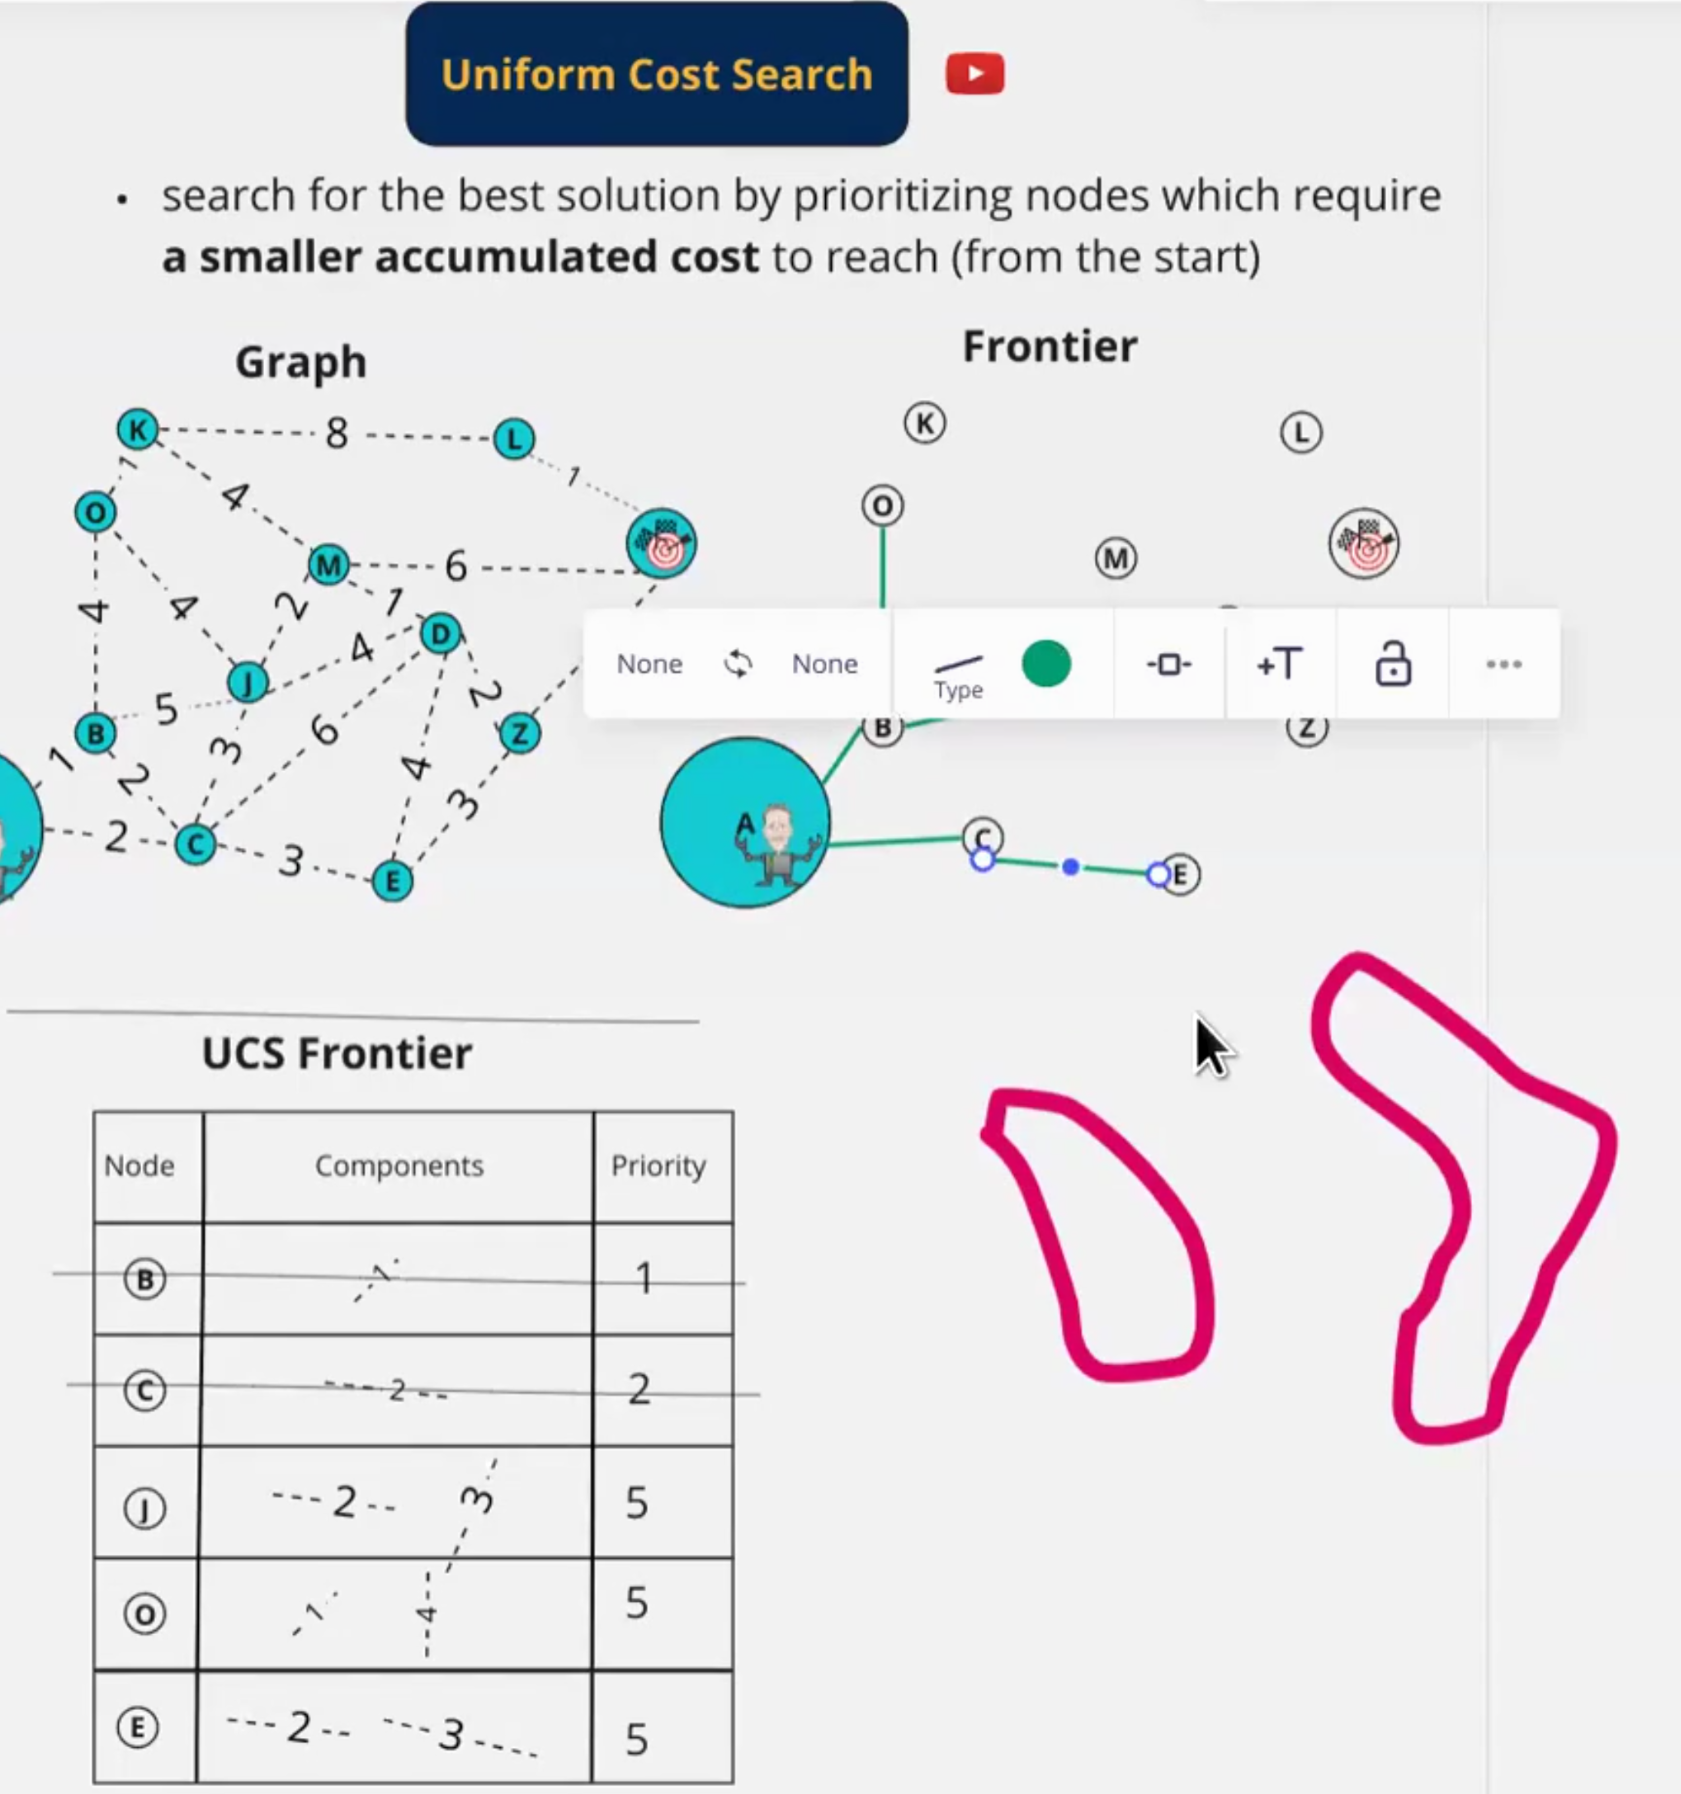 Uniform Cost Search
• search for the best solution by prioritizing nodes which require
a smaller accumulated cost to reach (from the start)
Graph
Frontier
K 8 L
1 1
4
O
M 6
4 4 2 1
D
4
J
5 2
B 6 Z
1 3
2 4
3
2 C
3
E
K
L
O
M
None None Type +T
B
Z
A
C
E
UCS Frontier
Node Components Priority
B 1 1
C 2 2
J 2 3 5
O 1 4 5
E 2 3 5